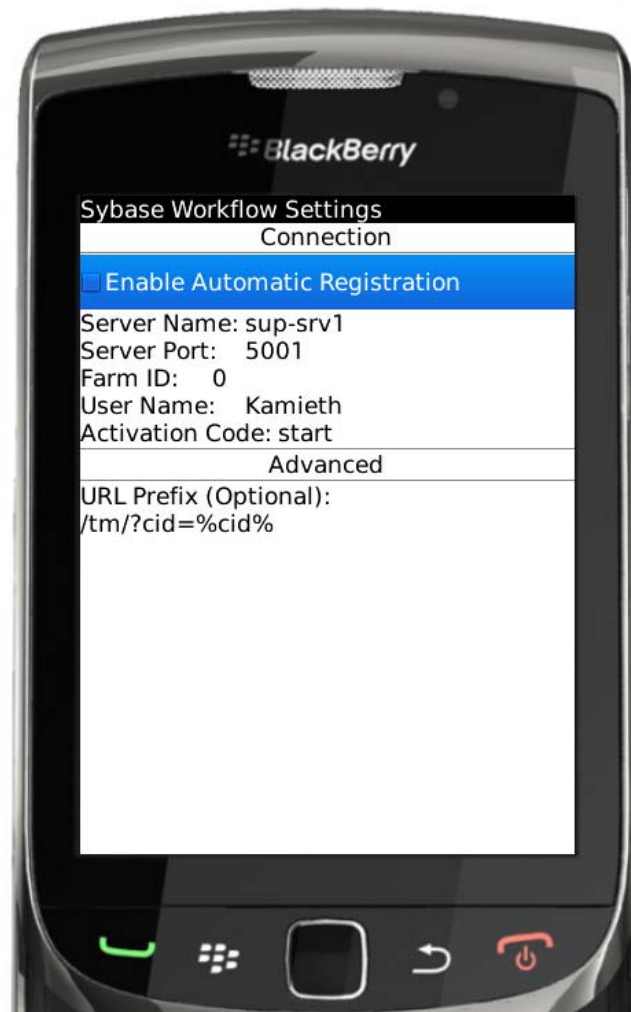 BlackBerry
Sybase Workflow Settings
Connection
Enable Automatic Registration
Server Name: sup-srv1
Server Port: 5001
Farm ID: 0
User Name: Kamieth
Activation Code: start
Advanced
URL Prefix (Optional):
/tm/?cid=%cid%